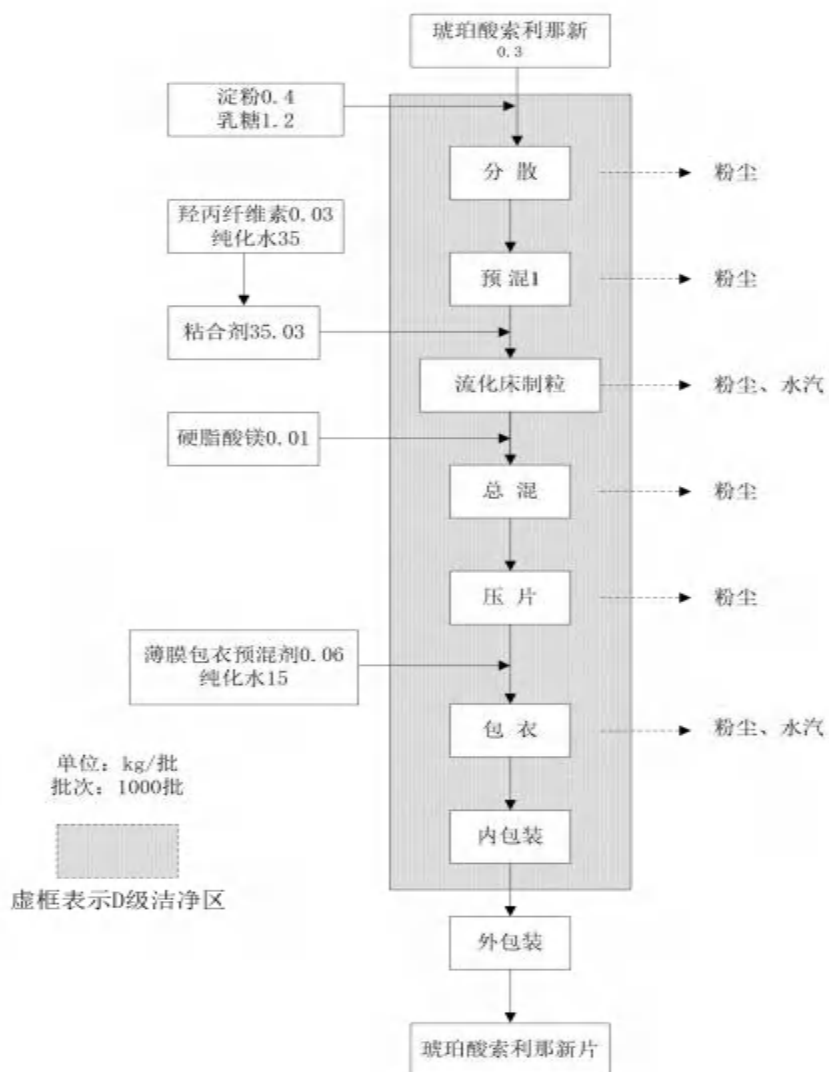 琥珀酸索利那新
0.3
淀粉0.4
乳糖1.2
分 散
粉尘
羟丙纤维素0.03
纯化水35
预 混1
粉尘
粘合剂35.03
流化床制粒
粉尘、水汽
硬脂酸镁0.01
总 混
粉尘
压 片
粉尘
薄膜包衣预混剂0.06
纯化水15
包 衣
粉尘、水汽
单位：kg/批
批次：1000批
内包装
虚框表示D级洁净区
外包装
琥珀酸索利那新片